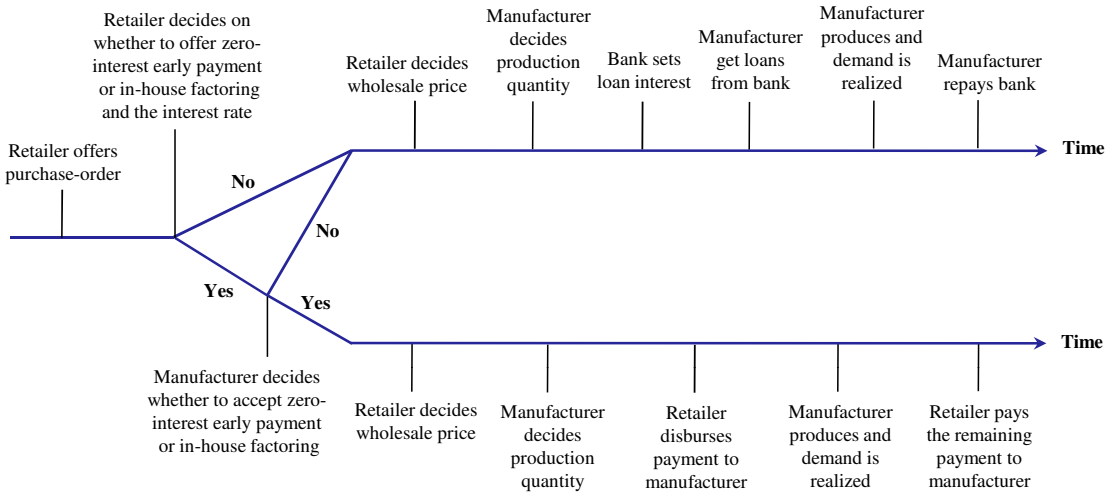 Retailer offers
purchase-order
Retailer decides on
whether to offer zero-
interest early payment
or in-house factoring
and the interest rate
No
Yes
No
Yes
Manufacturer decides
whether to accept zero-
interest early payment
or in-house factoring
Retailer decides
wholesale price
Manufacturer
decides
production
quantity
Bank sets
loan interest
Manufacturer
get loans
from bank
Manufacturer
produces and
demand is
realized
Manufacturer
repays bank
Time
Retailer decides
wholesale price
Manufacturer
decides
production
quantity
Retailer
disburses
payment to
manufacturer
Manufacturer
produces and
demand is
realized
Retailer pays
the remaining
payment to
manufacturer
Time